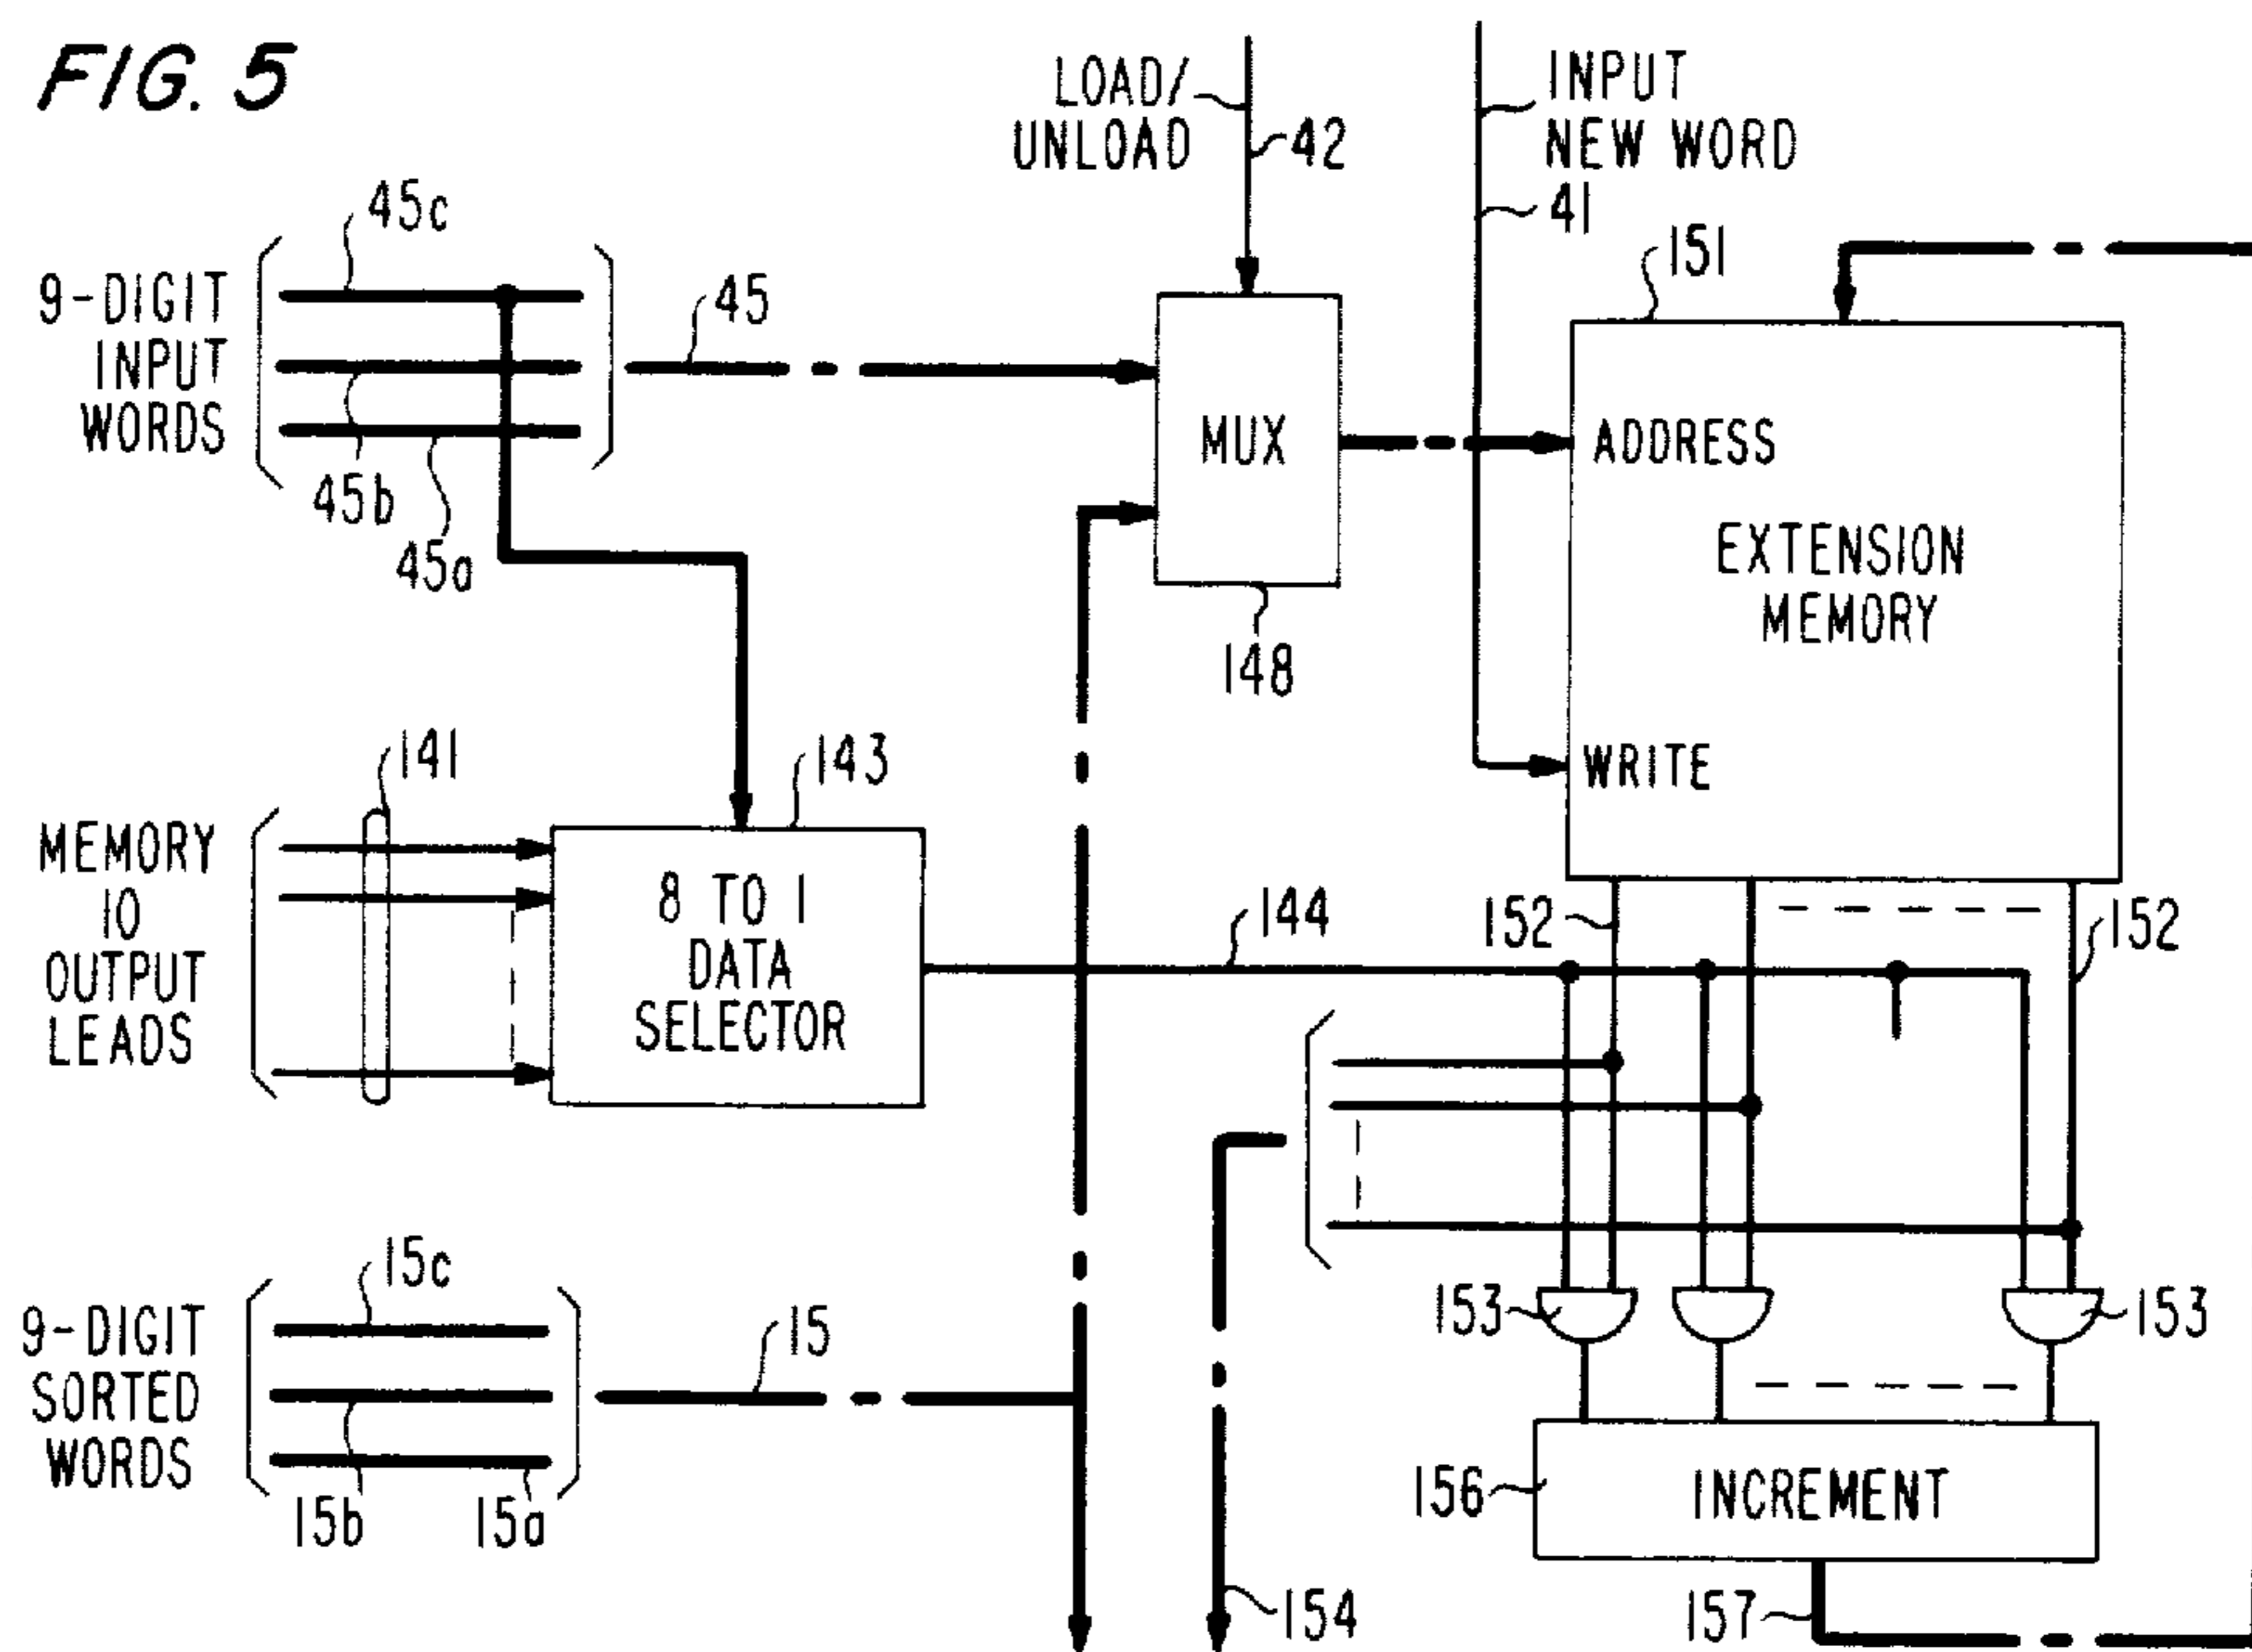 FIG. 5
LOAD/
UNLOAD
42
INPUT
NEW WORD
41
45c
9-DIGIT
INPUT
WORDS
45b
45a
45
MUX
148
151
ADDRESS
EXTENSION
MEMORY
WRITE
141
143
MEMORY
10
OUTPUT
LEADS
8 TO 1
DATA
SELECTOR
144
152
152
15c
9-DIGIT
SORTED
WORDS
15b
15a
15
153
153
156
INCREMENT
154
157